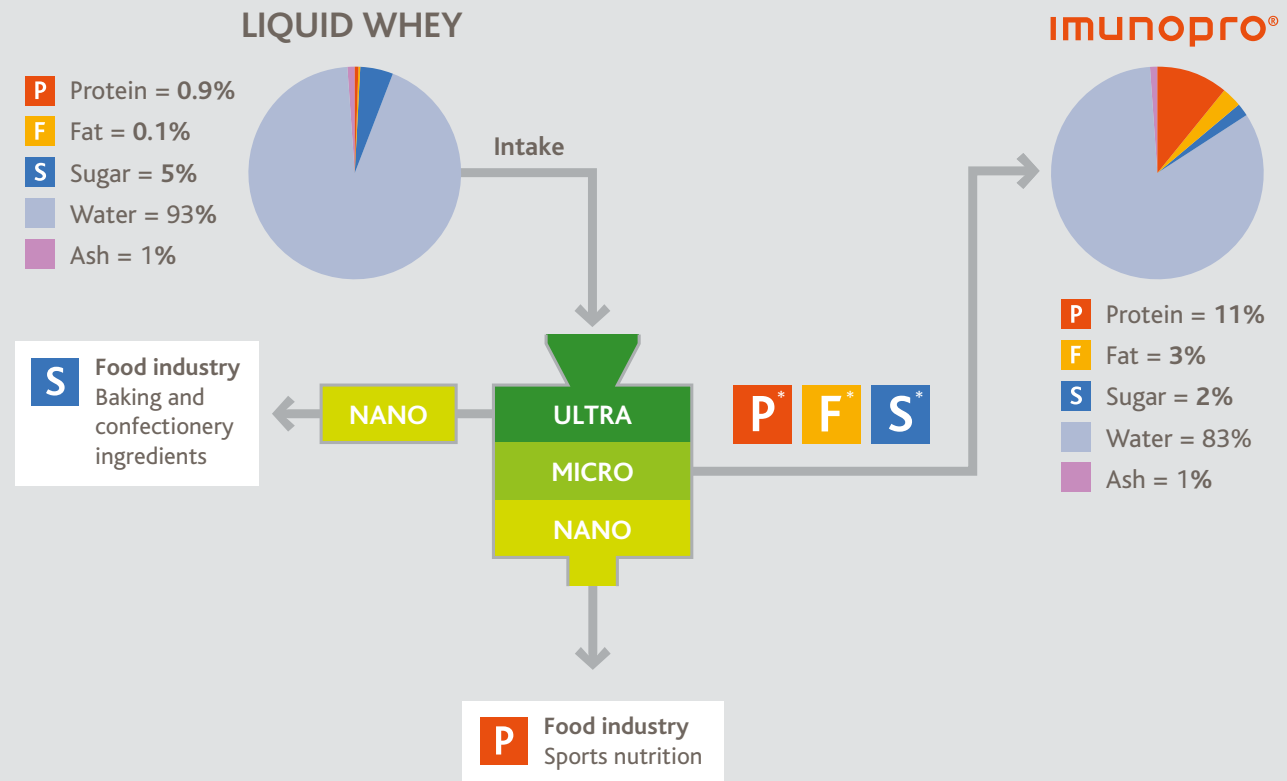 LIQUID WHEY
P Protein = 0.9%
F Fat = 0.1%
S Sugar = 5%
Water = 93%
Ash = 1%
Intake
ımunopro®
P Protein = 11%
F Fat = 3%
S Sugar = 2%
Water = 83%
Ash = 1%
S Food industry
Baking and
confectionery
ingredients
NANO
ULTRA
MICRO
NANO
P* F* S*
P Food industry
Sports nutrition